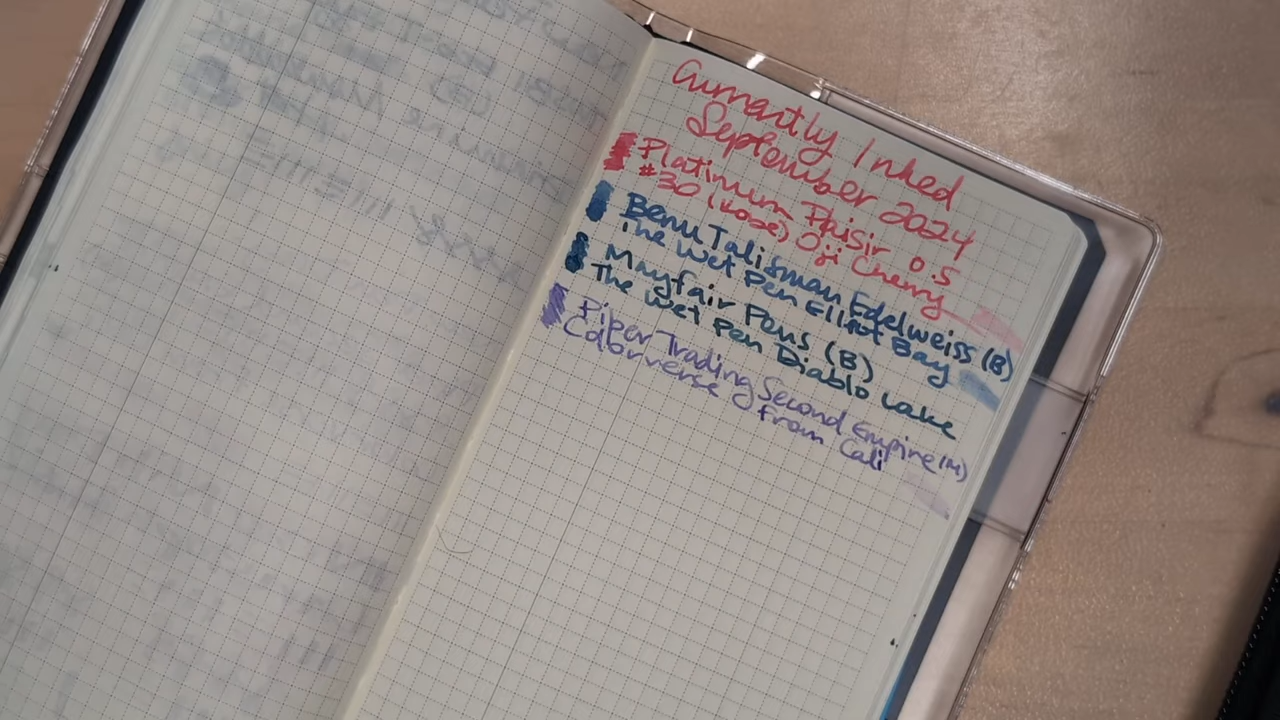 Currently Inked
September 2024
Platinum Plaisir 0.5
#30 (Kobe) Oji Cherry
Benu Talisman Edelweiss (B)
The Wet Pen Elliot Bay
Mayfair Pens (B)
The Wet Pen Diablo Lake
Piper Trading Second Empire (M)
Colorverse From Cali